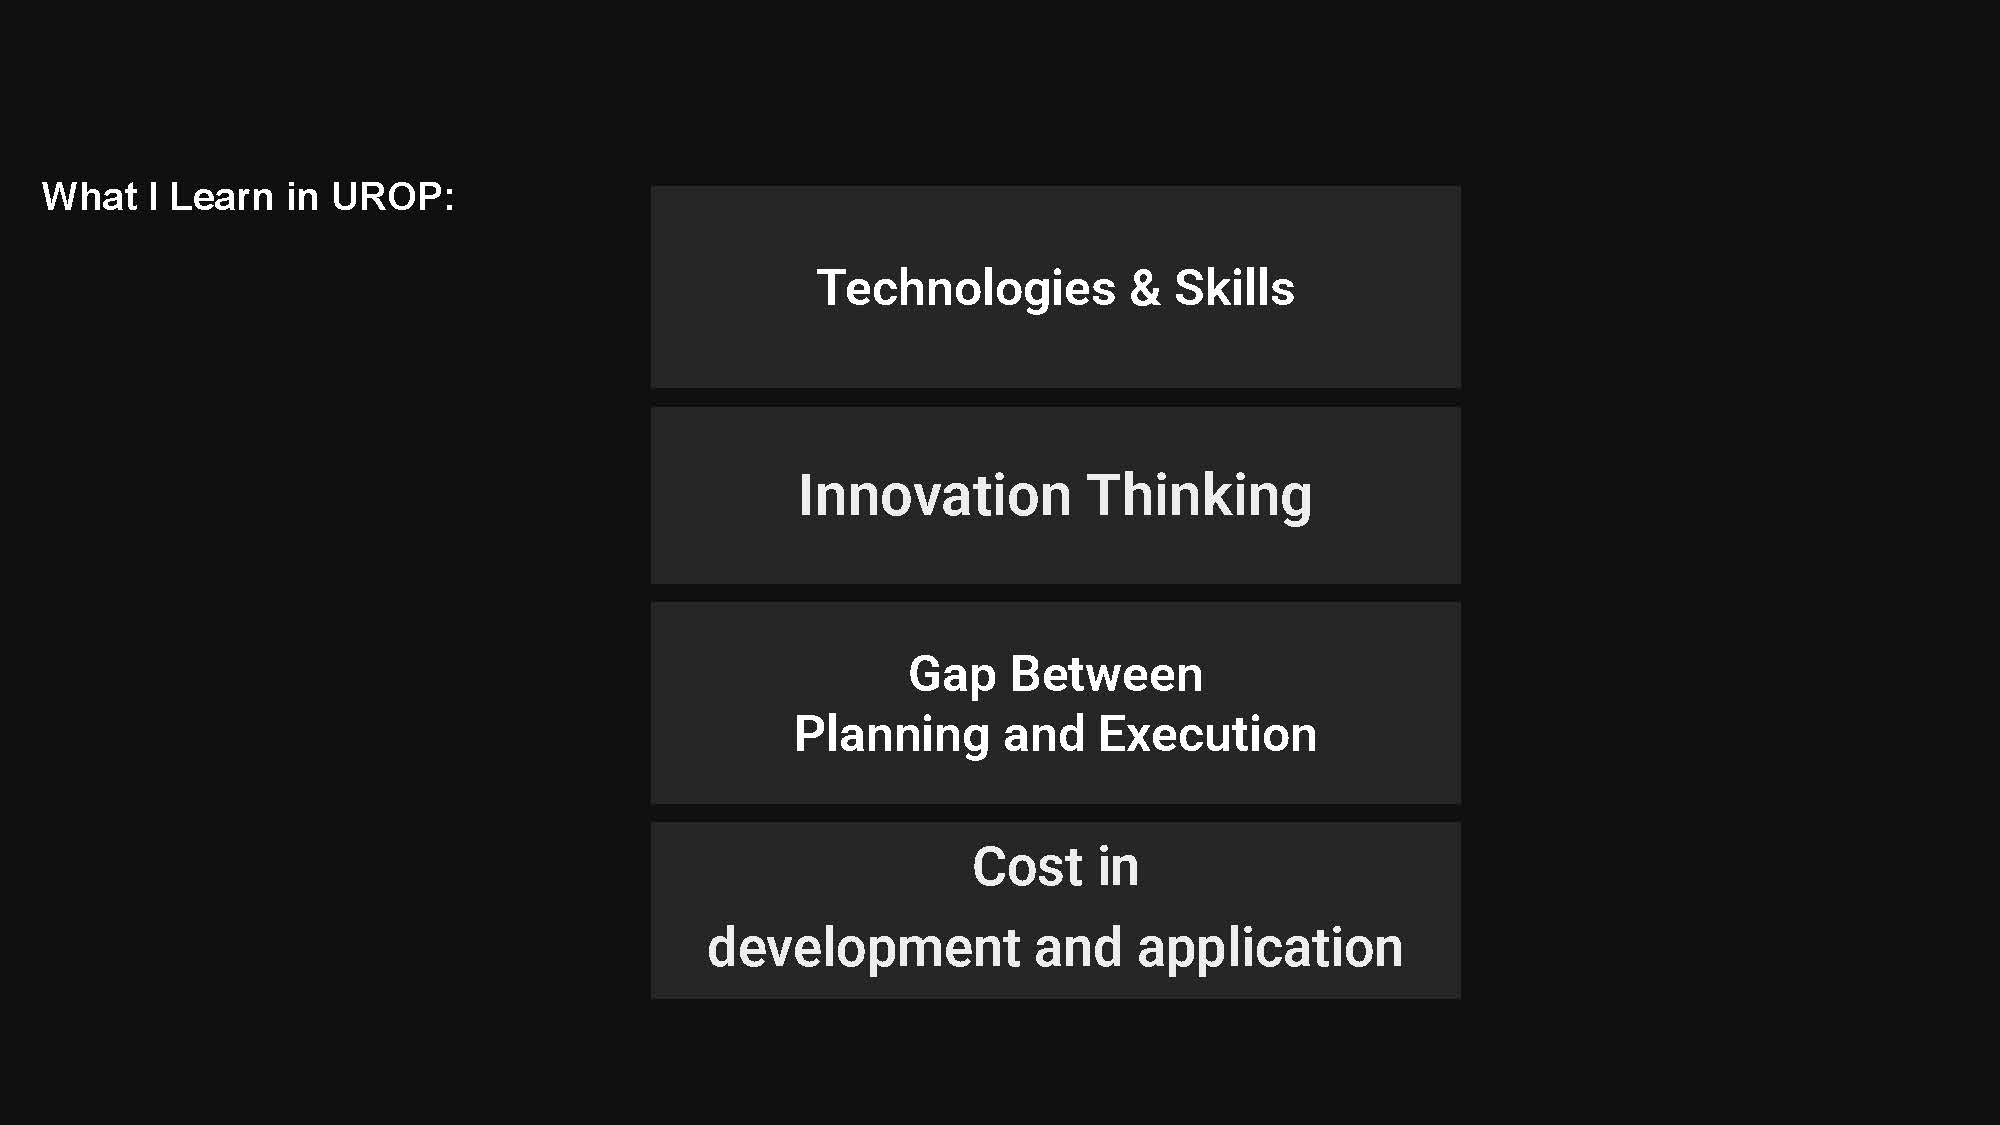 What I Learn in UROP:
Technologies & Skills
Innovation Thinking
Gap Between
Planning and Execution
Cost in
development and application